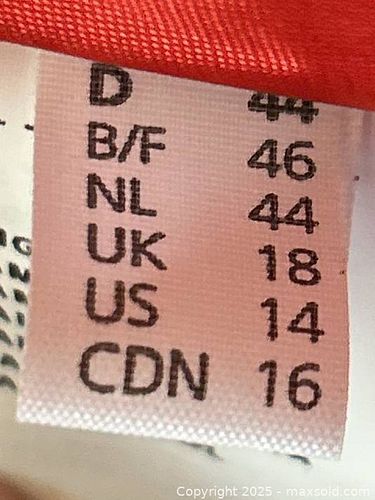 D 44
B/F 46
NL 44
UK 18
US 14
CDN 16
Copyright 2025 - maxsold.com